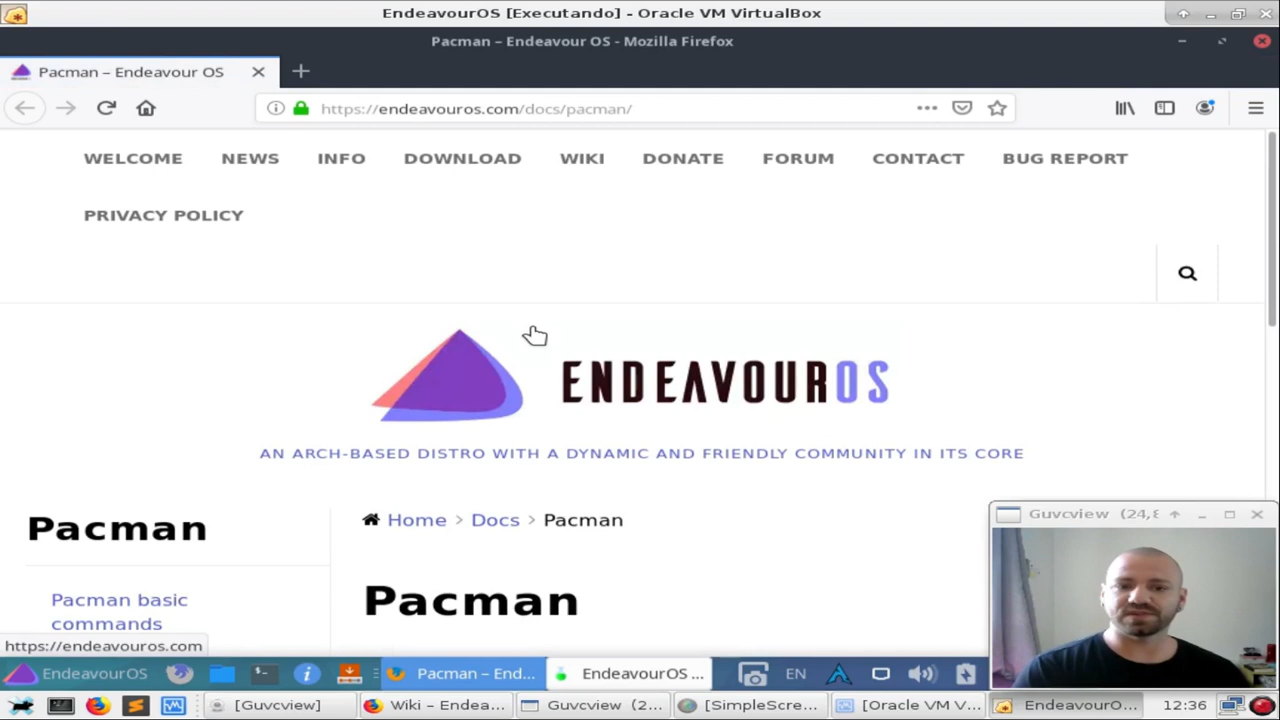 EndeavourOS [Executando] - Oracle VM VirtualBox
Pacman – Endeavour OS - Mozilla Firefox
Pacman – Endeavour OS
https://endeavouros.com/docs/pacman/
WELCOME NEWS INFO DOWNLOAD WIKI DONATE FORUM CONTACT BUG REPORT
PRIVACY POLICY
ENDEAVOUROS
AN ARCH-BASED DISTRO WITH A DYNAMIC AND FRIENDLY COMMUNITY IN ITS CORE
Pacman
Home > Docs > Pacman
Guvcview (24,8
Pacman
Pacman basic
commands
https://endeavouros.com
EndeavourOS Pacman – End... EndeavourOS ... EN
[Guvcview] Wiki – Endea... Guvcview (2... [SimpleScre... [Oracle VM V... EndeavourO... 12:36